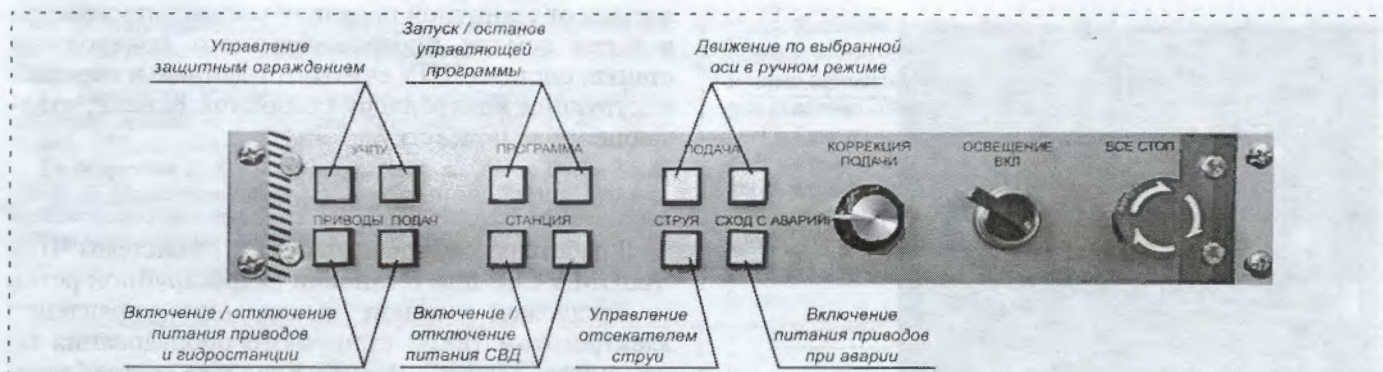 Управление
защитным ограждением
Запуск / останов
управляющей
программы
Движение по выбранной
оси в ручном режиме
УЧПУ
ПРОГРАММА
ПОДАЧА
КОРРЕКЦИЯ
ПОДАЧИ
ОСВЕЩЕНИЕ
ВКЛ
ВСЕ СТОП
ПРИВОДЫ ПОДАЧ
СТАНЦИЯ
СТРУЯ
СХОД С АВАРИЙН
Включение / отключение
питания приводов
и гидростанции
Включение /
отключение
питания СВД
Управление
отсекателем
струи
Включение
питания приводов
при аварии